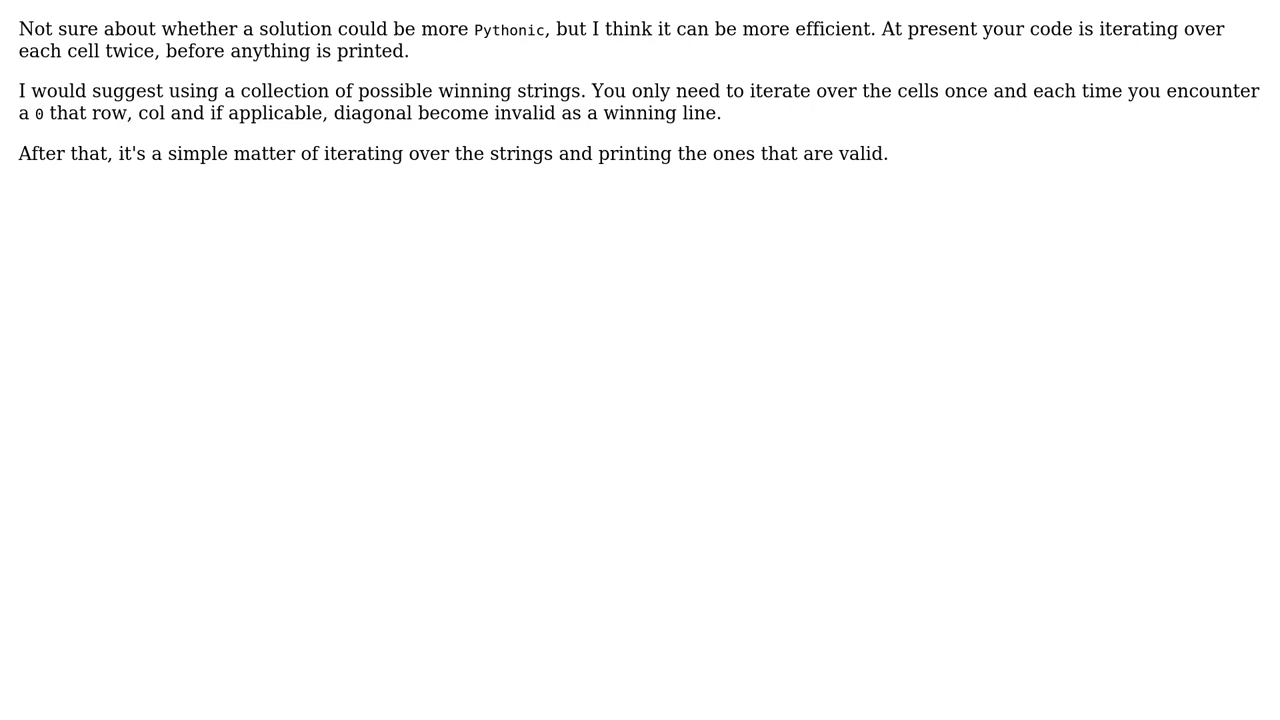 Not sure about whether a solution could be more Pythonic, but I think it can be more efficient. At present your code is iterating over
each cell twice, before anything is printed.
I would suggest using a collection of possible winning strings. You only need to iterate over the cells once and each time you encounter
a 0 that row, col and if applicable, diagonal become invalid as a winning line.
After that, it's a simple matter of iterating over the strings and printing the ones that are valid.